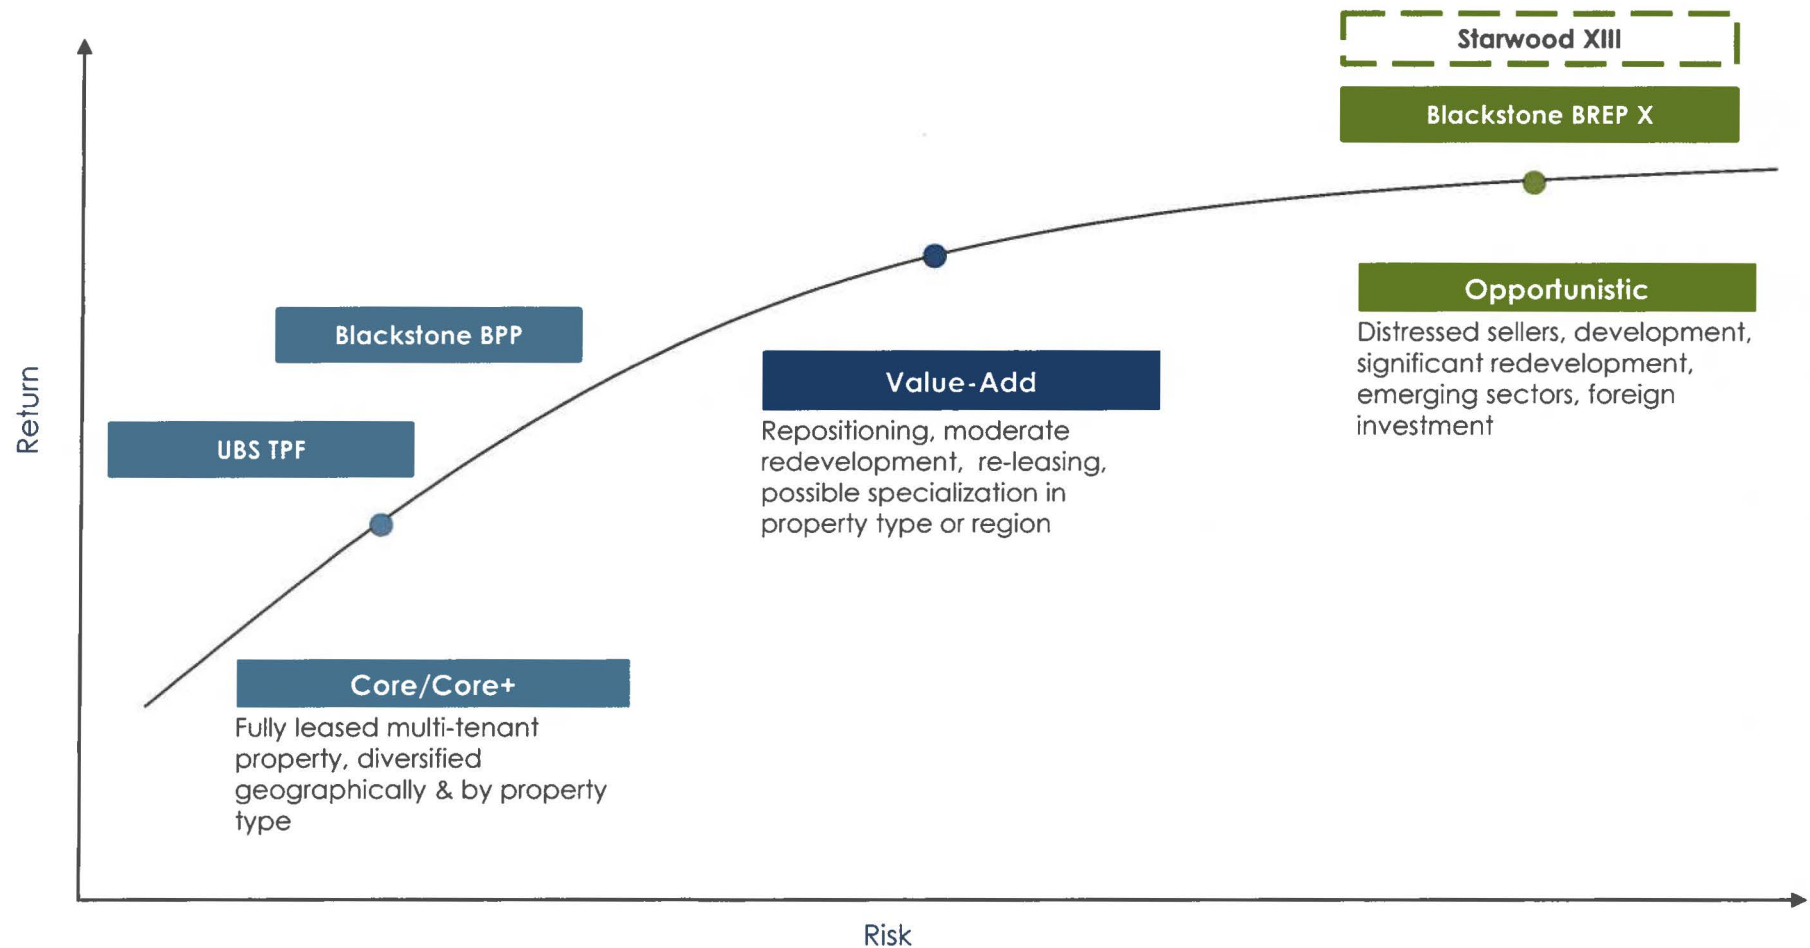 Starwood XIII
Blackstone BREP X
Opportunistic
Distressed sellers, development,
significant redevelopment,
emerging sectors, foreign
investment
Blackstone BPP
Value-Add
Repositioning, moderate
redevelopment, re-leasing,
possible specialization in
property type or region
UBS TPF
Return
Core/Core+
Fully leased multi-tenant
property, diversified
geographically & by property
type
Risk